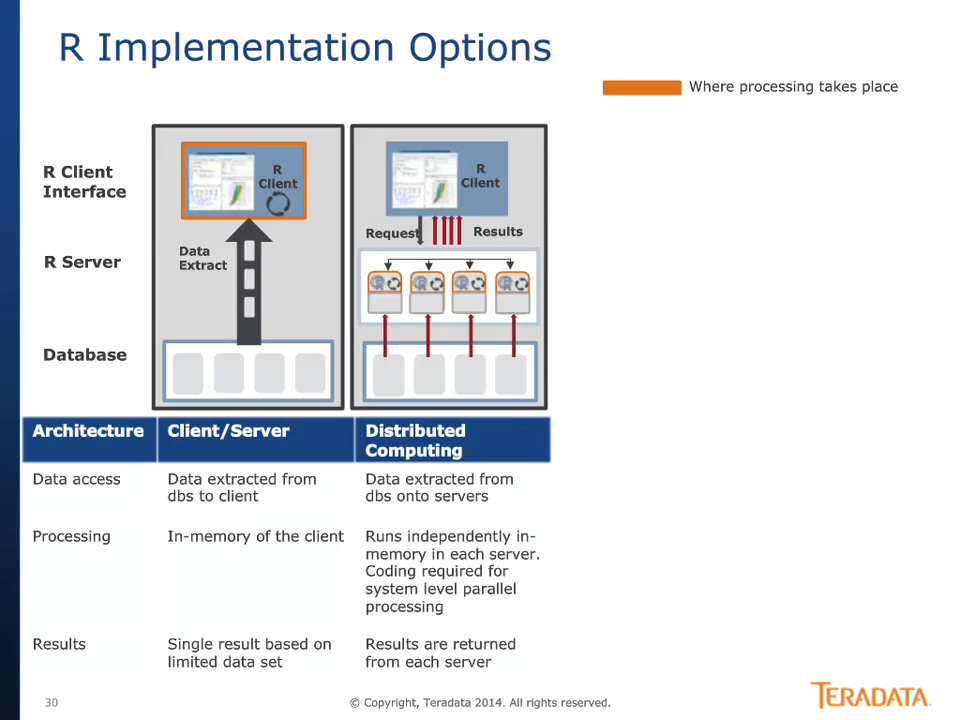 R Implementation Options
Where processing takes place
R Client
Interface
R
Client
R
Client
Request
Results
R Server
Data
Extract
R
R
R
R
Database
Architecture
Client/Server
Distributed
Computing
Data access
Data extracted from
dbs to client
Data extracted from
dbs onto servers
Processing
In-memory of the client
Runs independently in-
memory in each server.
Coding required for
system level parallel
processing
Results
Single result based on
limited data set
Results are returned
from each server
30
© Copyright, Teradata 2014. All rights reserved.
TERADATA